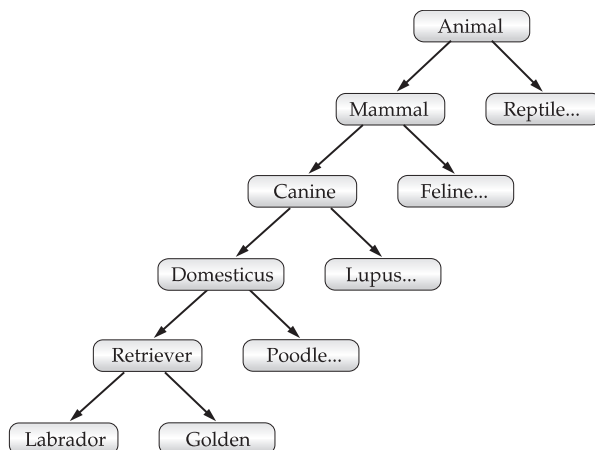 Animal
Mammal
Reptile...
Canine
Feline...
Domesticus
Lupus...
Retriever
Poodle...
Labrador
Golden